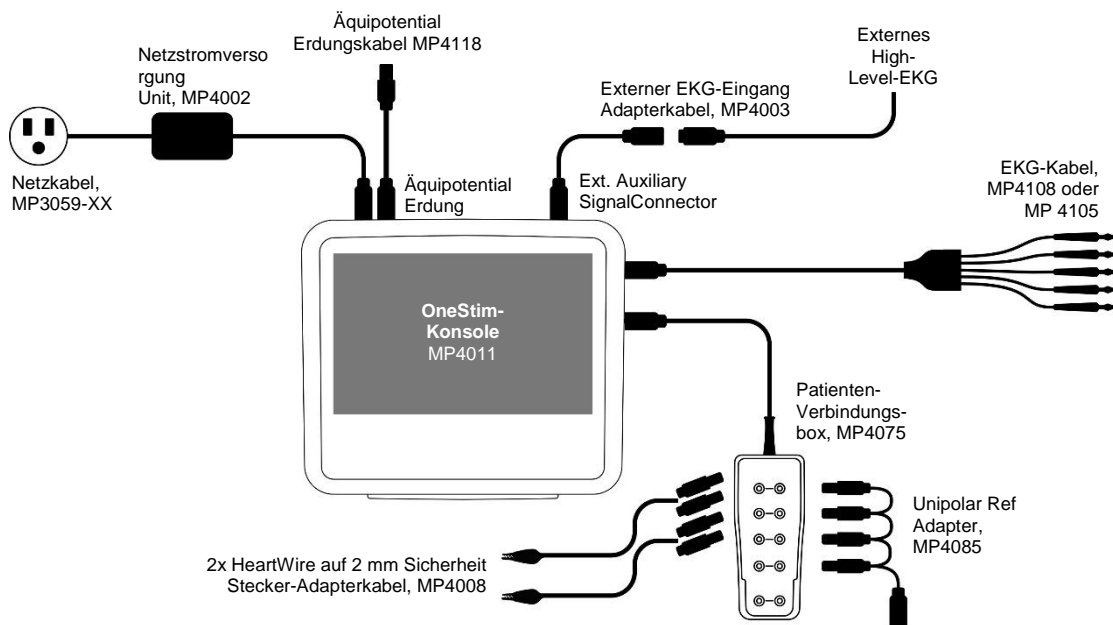 Äquipotential
Erdungskabel MP4118
Netzstromverso
rgung
Unit, MP4002
Externes
High-
Level-EKG
Externer EKG-Eingang
Adapterkabel, MP4003
Netzkabel,
MP3059-XX
Äquipotential
Erdung
Ext. Auxiliary
SignalConnector
EKG-Kabel,
MP4108 oder
MP 4105
OneStim-
Konsole
MP4011
Patienten-
Verbindungs-
box, MP4075
Unipolar Ref
Adapter,
MP4085
2x HeartWire auf 2 mm Sicherheit
Stecker-Adapterkabel, MP4008